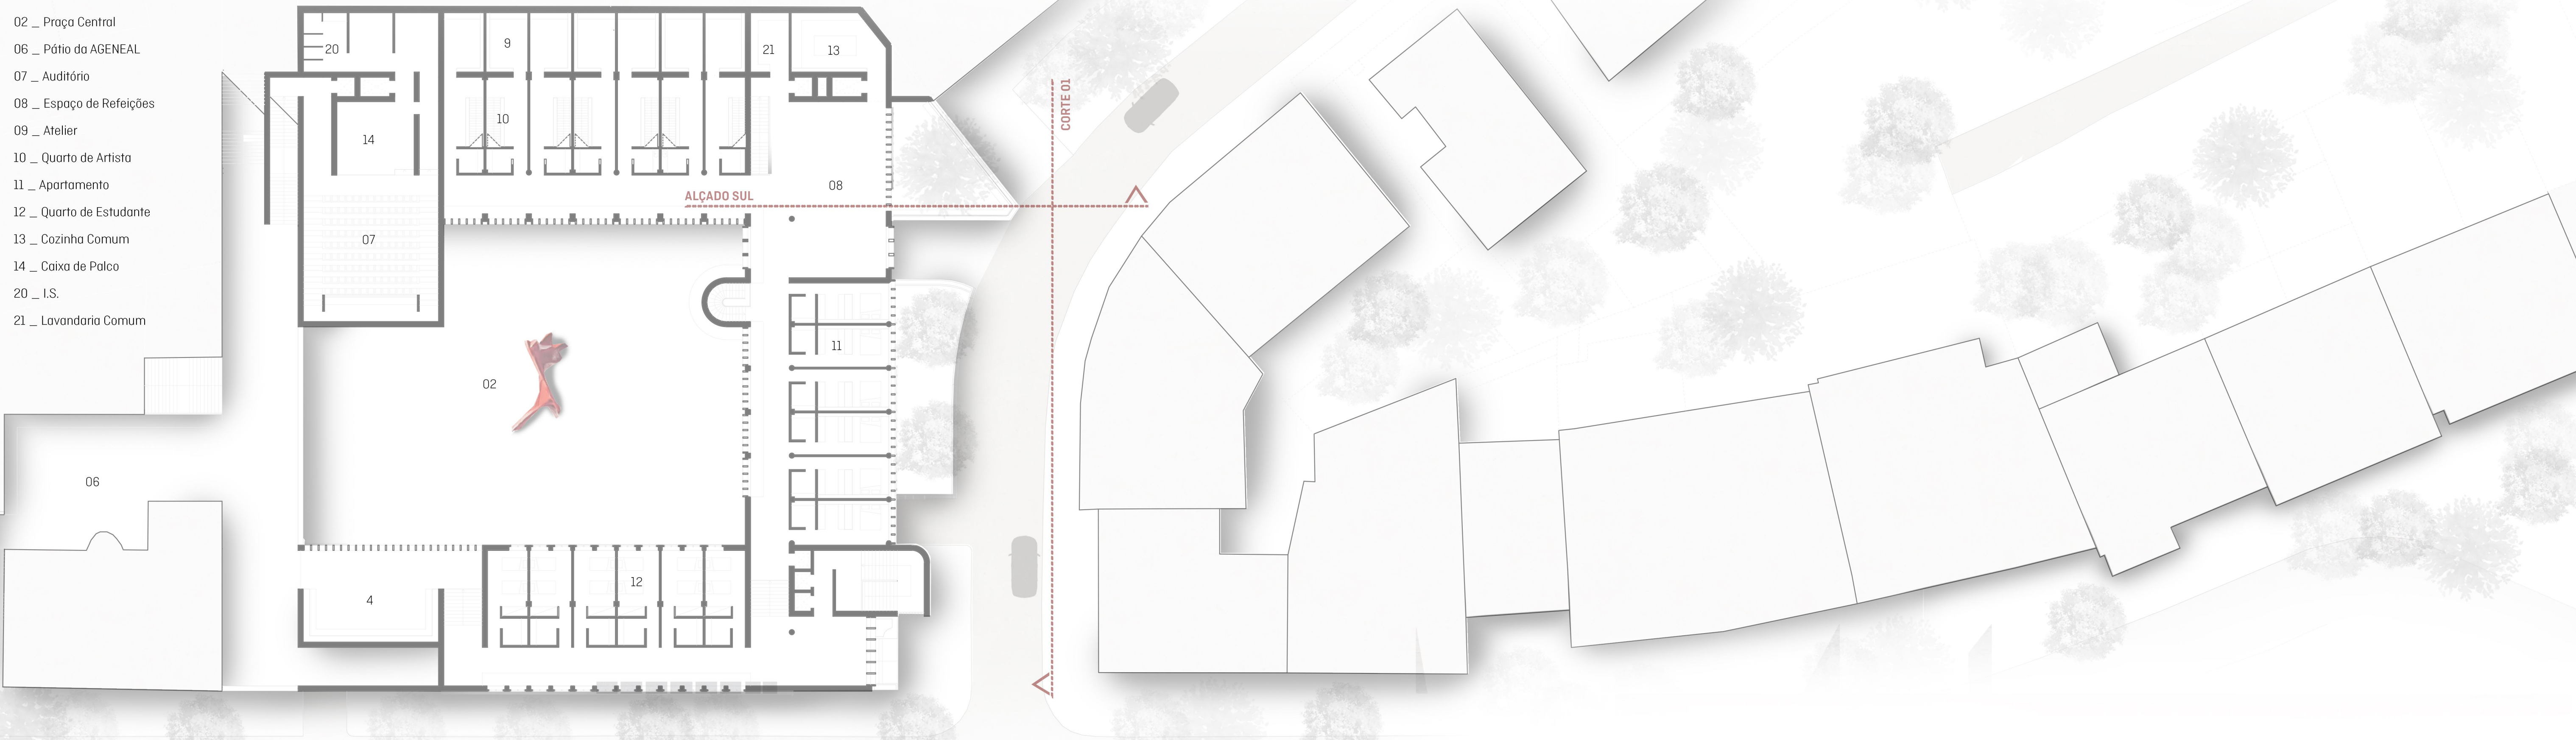 02 _ Praça Central
06 _ Pátio da AGENEAL
07 _ Auditório
08 _ Espaço de Refeições
09 _ Atelier
10 _ Quarto de Artista
11 _ Apartamento
12 _ Quarto de Estudante
13 _ Cozinha Comum
14 _ Caixa de Palco
20 _ I.S.
21 _ Lavandaria Comum
20
9
21
13
10
14
CORTE 01
08
ALÇADO SUL
07
11
02
06
12
4